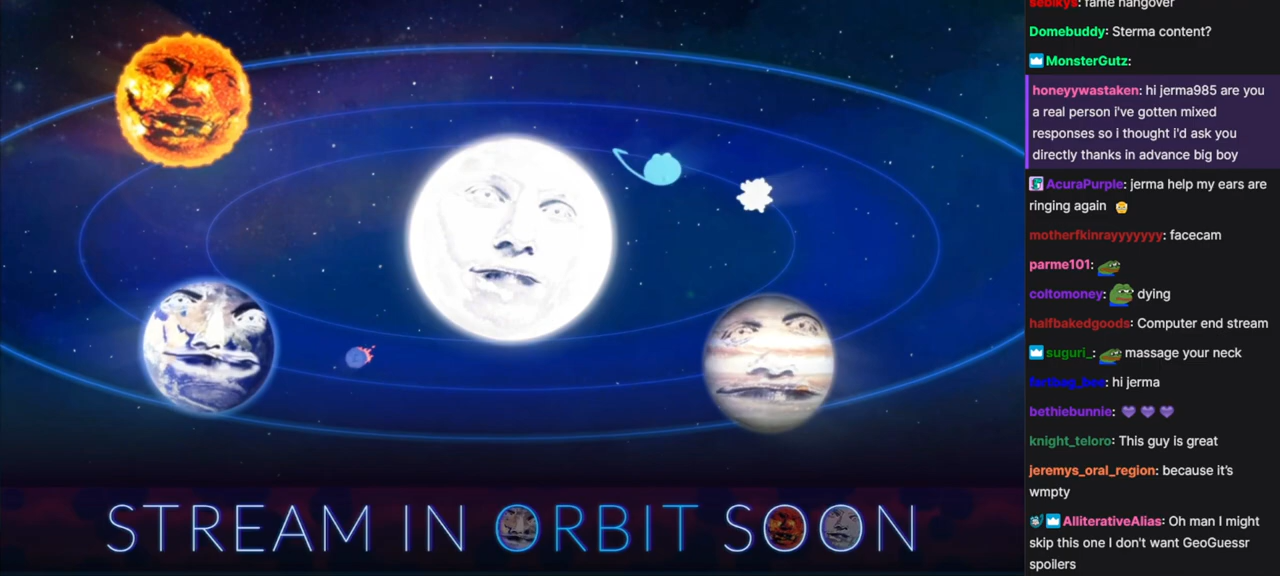 STREAM IN ORBIT SOON
sebikys: fame hangover
Domebuddy: Sterma content?
MonsterGutz:
honeyywastaken: hi jerma985 are you
a real person i've gotten mixed
responses so i thought i'd ask you
directly thanks in advance big boy
AcuraPurple: jerma help my ears are
ringing again
motherfkinrayyyyyyy: facecam
parme101:
coltomoney: dying
halfbakedgoods: Computer end stream
suguri_: massage your neck
: hi jerma
bethiebunnie:
knight_teloro: This guy is great
jeremys_oral_region: because it's
wmpty
AlliterativeAlias: Oh man I might
skip this one I don't want GeoGuessr
spoilers